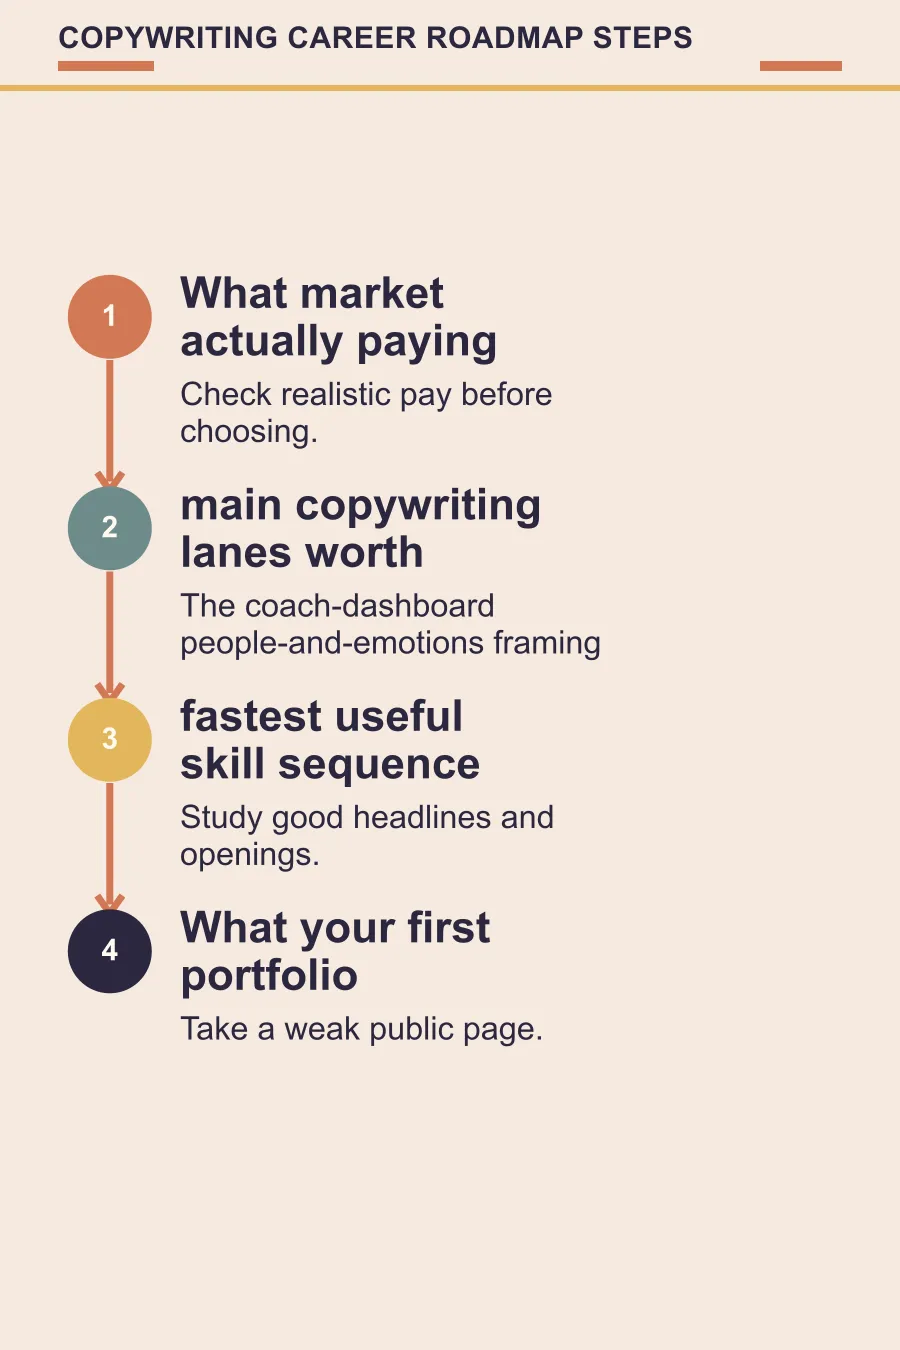 COPYWRITING CAREER ROADMAP STEPS
1
What market
actually paying
Check realistic pay before
choosing.
2
main copywriting
lanes worth
The coach-dashboard
people-and-emotions framing
3
fastest useful
skill sequence
Study good headlines and
openings.
4
What your first
portfolio
Take a weak public page.